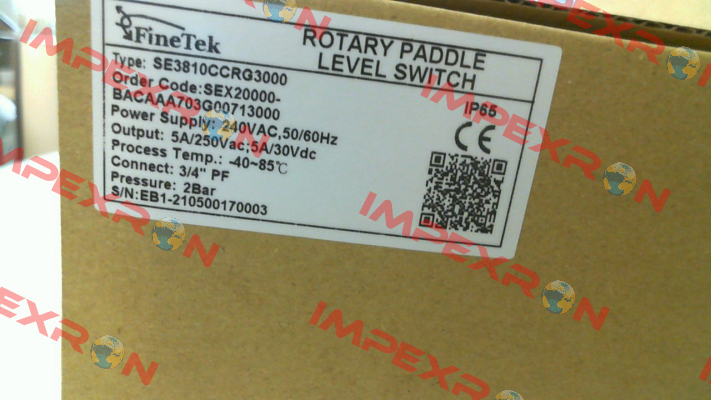 FineTek
ROTARY PADDLE
LEVEL SWITCH
Type: SE3810CCRG3000
Order Code:SEX20000-
BACAAA703G00713000
Power Supply: 240VAC,50/60Hz
Output: 5A/250Vac;5A/30Vdc
Process Temp.: -40~85℃
Connect: 3/4" PF
Pressure: 2Bar
S/N:EB1-210500170003
IP65
CE
IMPEXRON
IMPEXRON
IMPEXRON
IMPEXRON
IMPEXRON
IMPEXRON